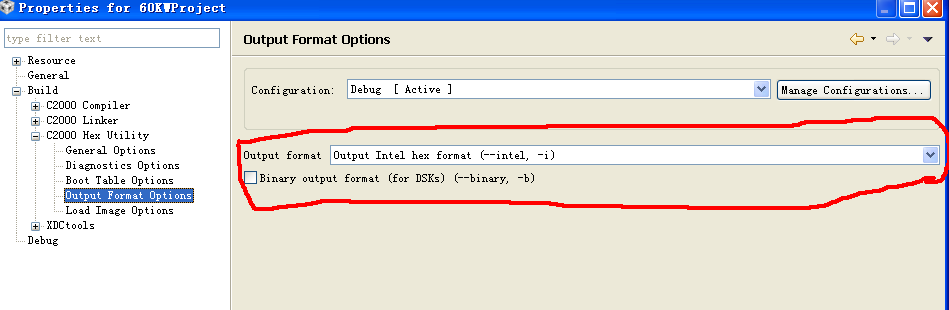 Properties for 60KWProject
type filter text
Output Format Options
Resource
General
Build
C2000 Compiler
C2000 Linker
C2000 Hex Utility
General Options
Diagnostics Options
Boot Table Options
Output Format Options
Load Image Options
XDCtools
Debug
Configuration: Debug [ Active ] Manage Configurations...
Output format Output Intel hex format (--intel, -i)
Binary output format (for DSKs) (--binary, -b)